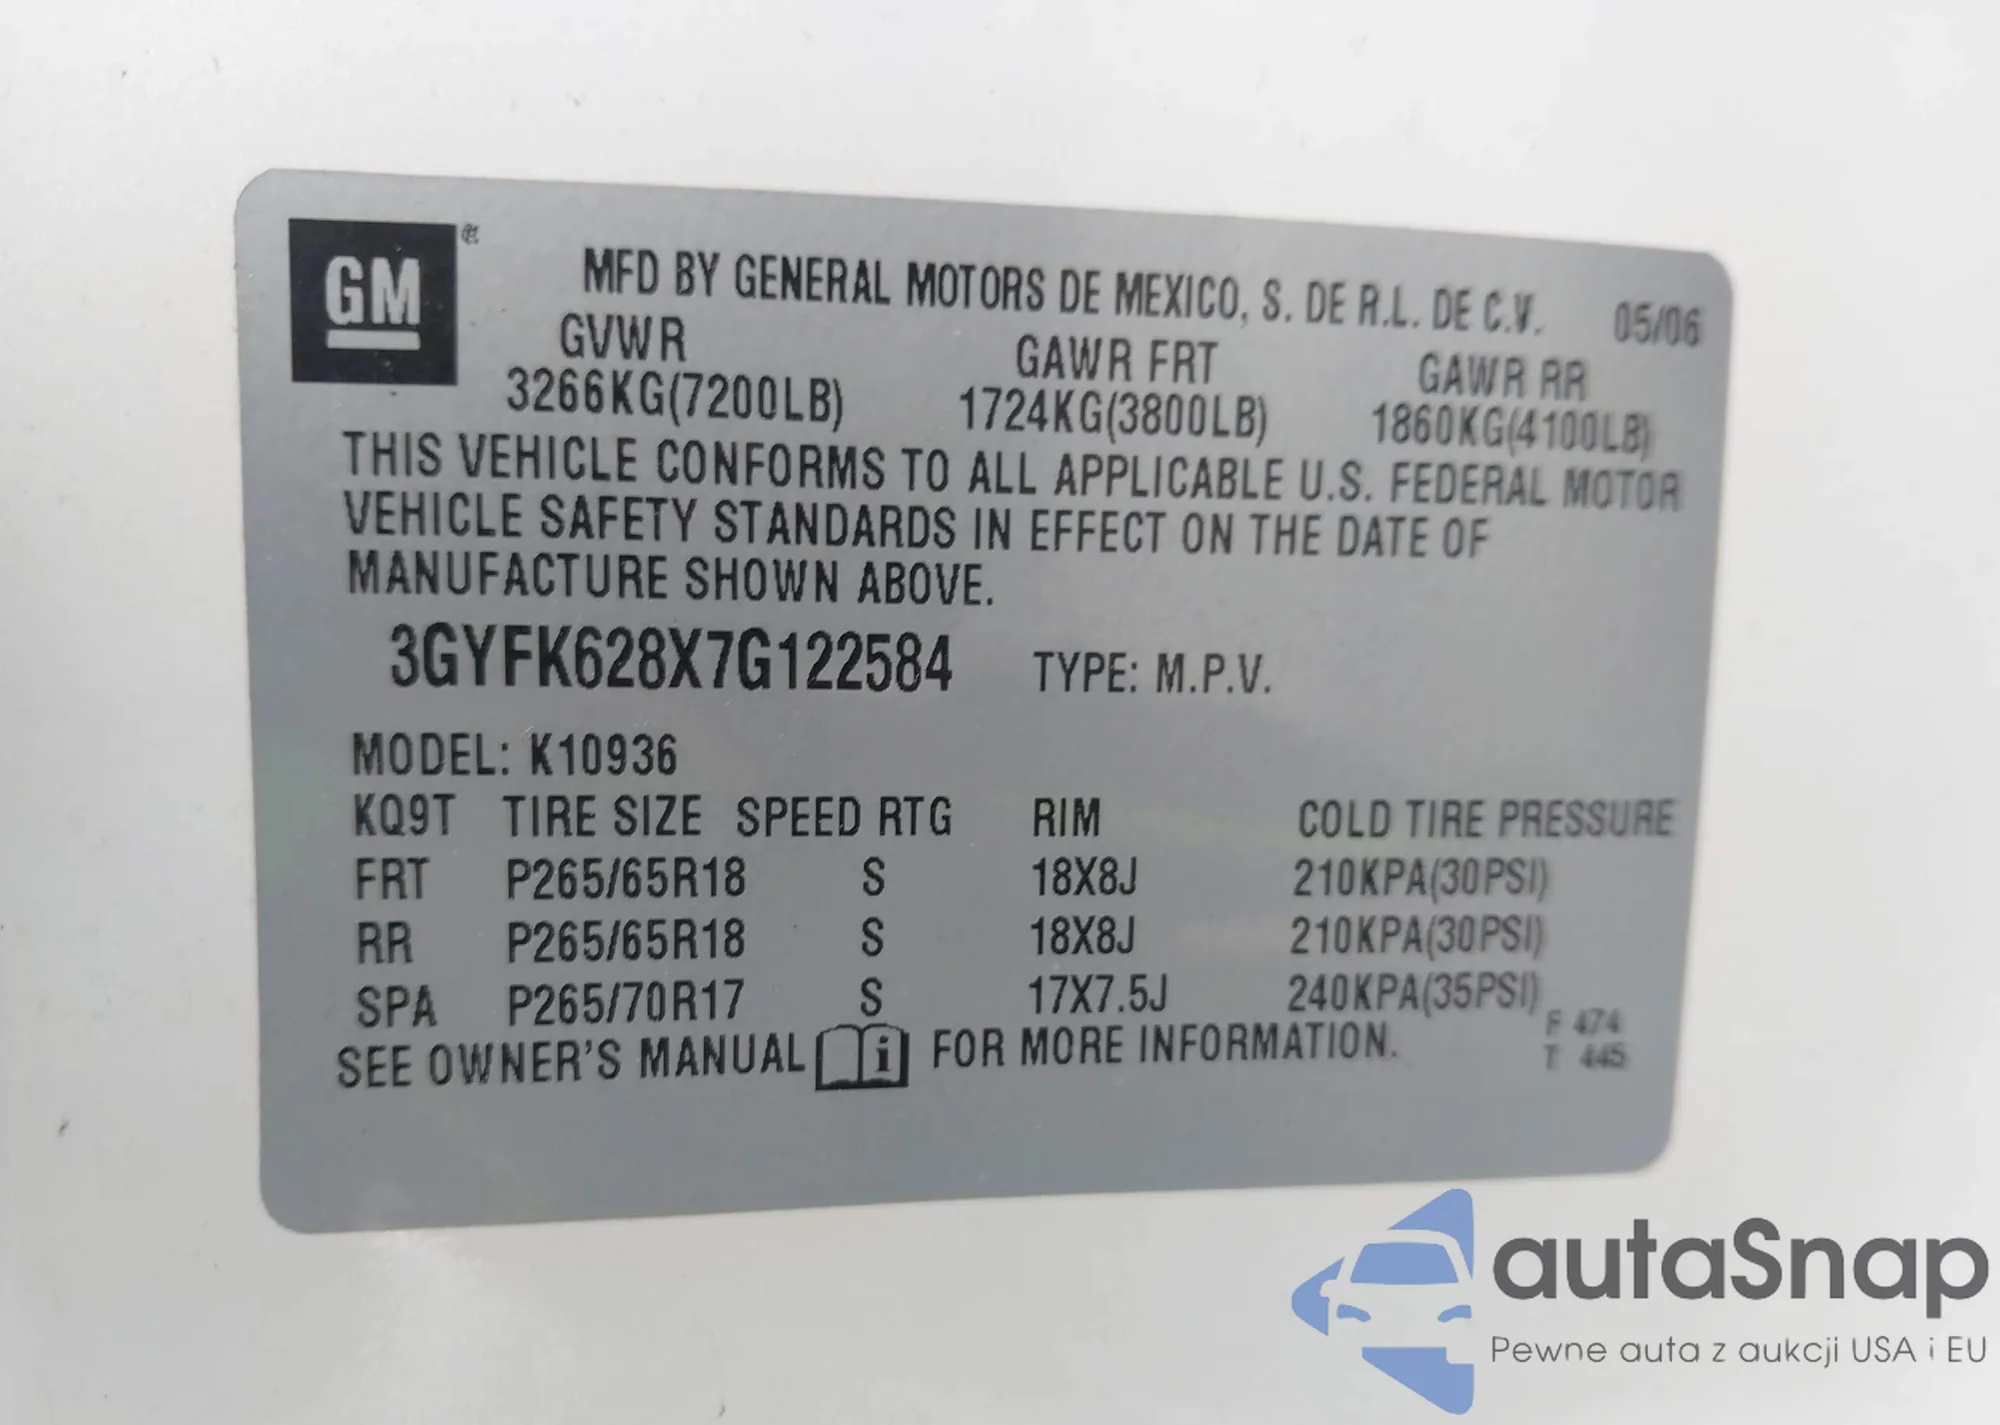 GM
MFD BY GENERAL MOTORS DE MEXICO, S. DE R.L. DE C.V. 05/06
GVWR GAWR FRT GAWR RR
3266KG(7200LB) 1724KG(3800LB) 1860KG(4100LB)
THIS VEHICLE CONFORMS TO ALL APPLICABLE U.S. FEDERAL MOTOR
VEHICLE SAFETY STANDARDS IN EFFECT ON THE DATE OF
MANUFACTURE SHOWN ABOVE.
3GYFK628X7G122584 TYPE: M.P.V.
MODEL: K10936
KQ9T TIRE SIZE SPEED RTG RIM COLD TIRE PRESSURE
FRT P265/65R18 S 18X8J 210KPA(30PSI)
RR P265/65R18 S 18X8J 210KPA(30PSI)
SPA P265/70R17 S 17X7.5J 240KPA(35PSI)
F 474
SEE OWNER'S MANUAL i FOR MORE INFORMATION. T 445
autaSnap
Pewne auta z aukcji USA i EU